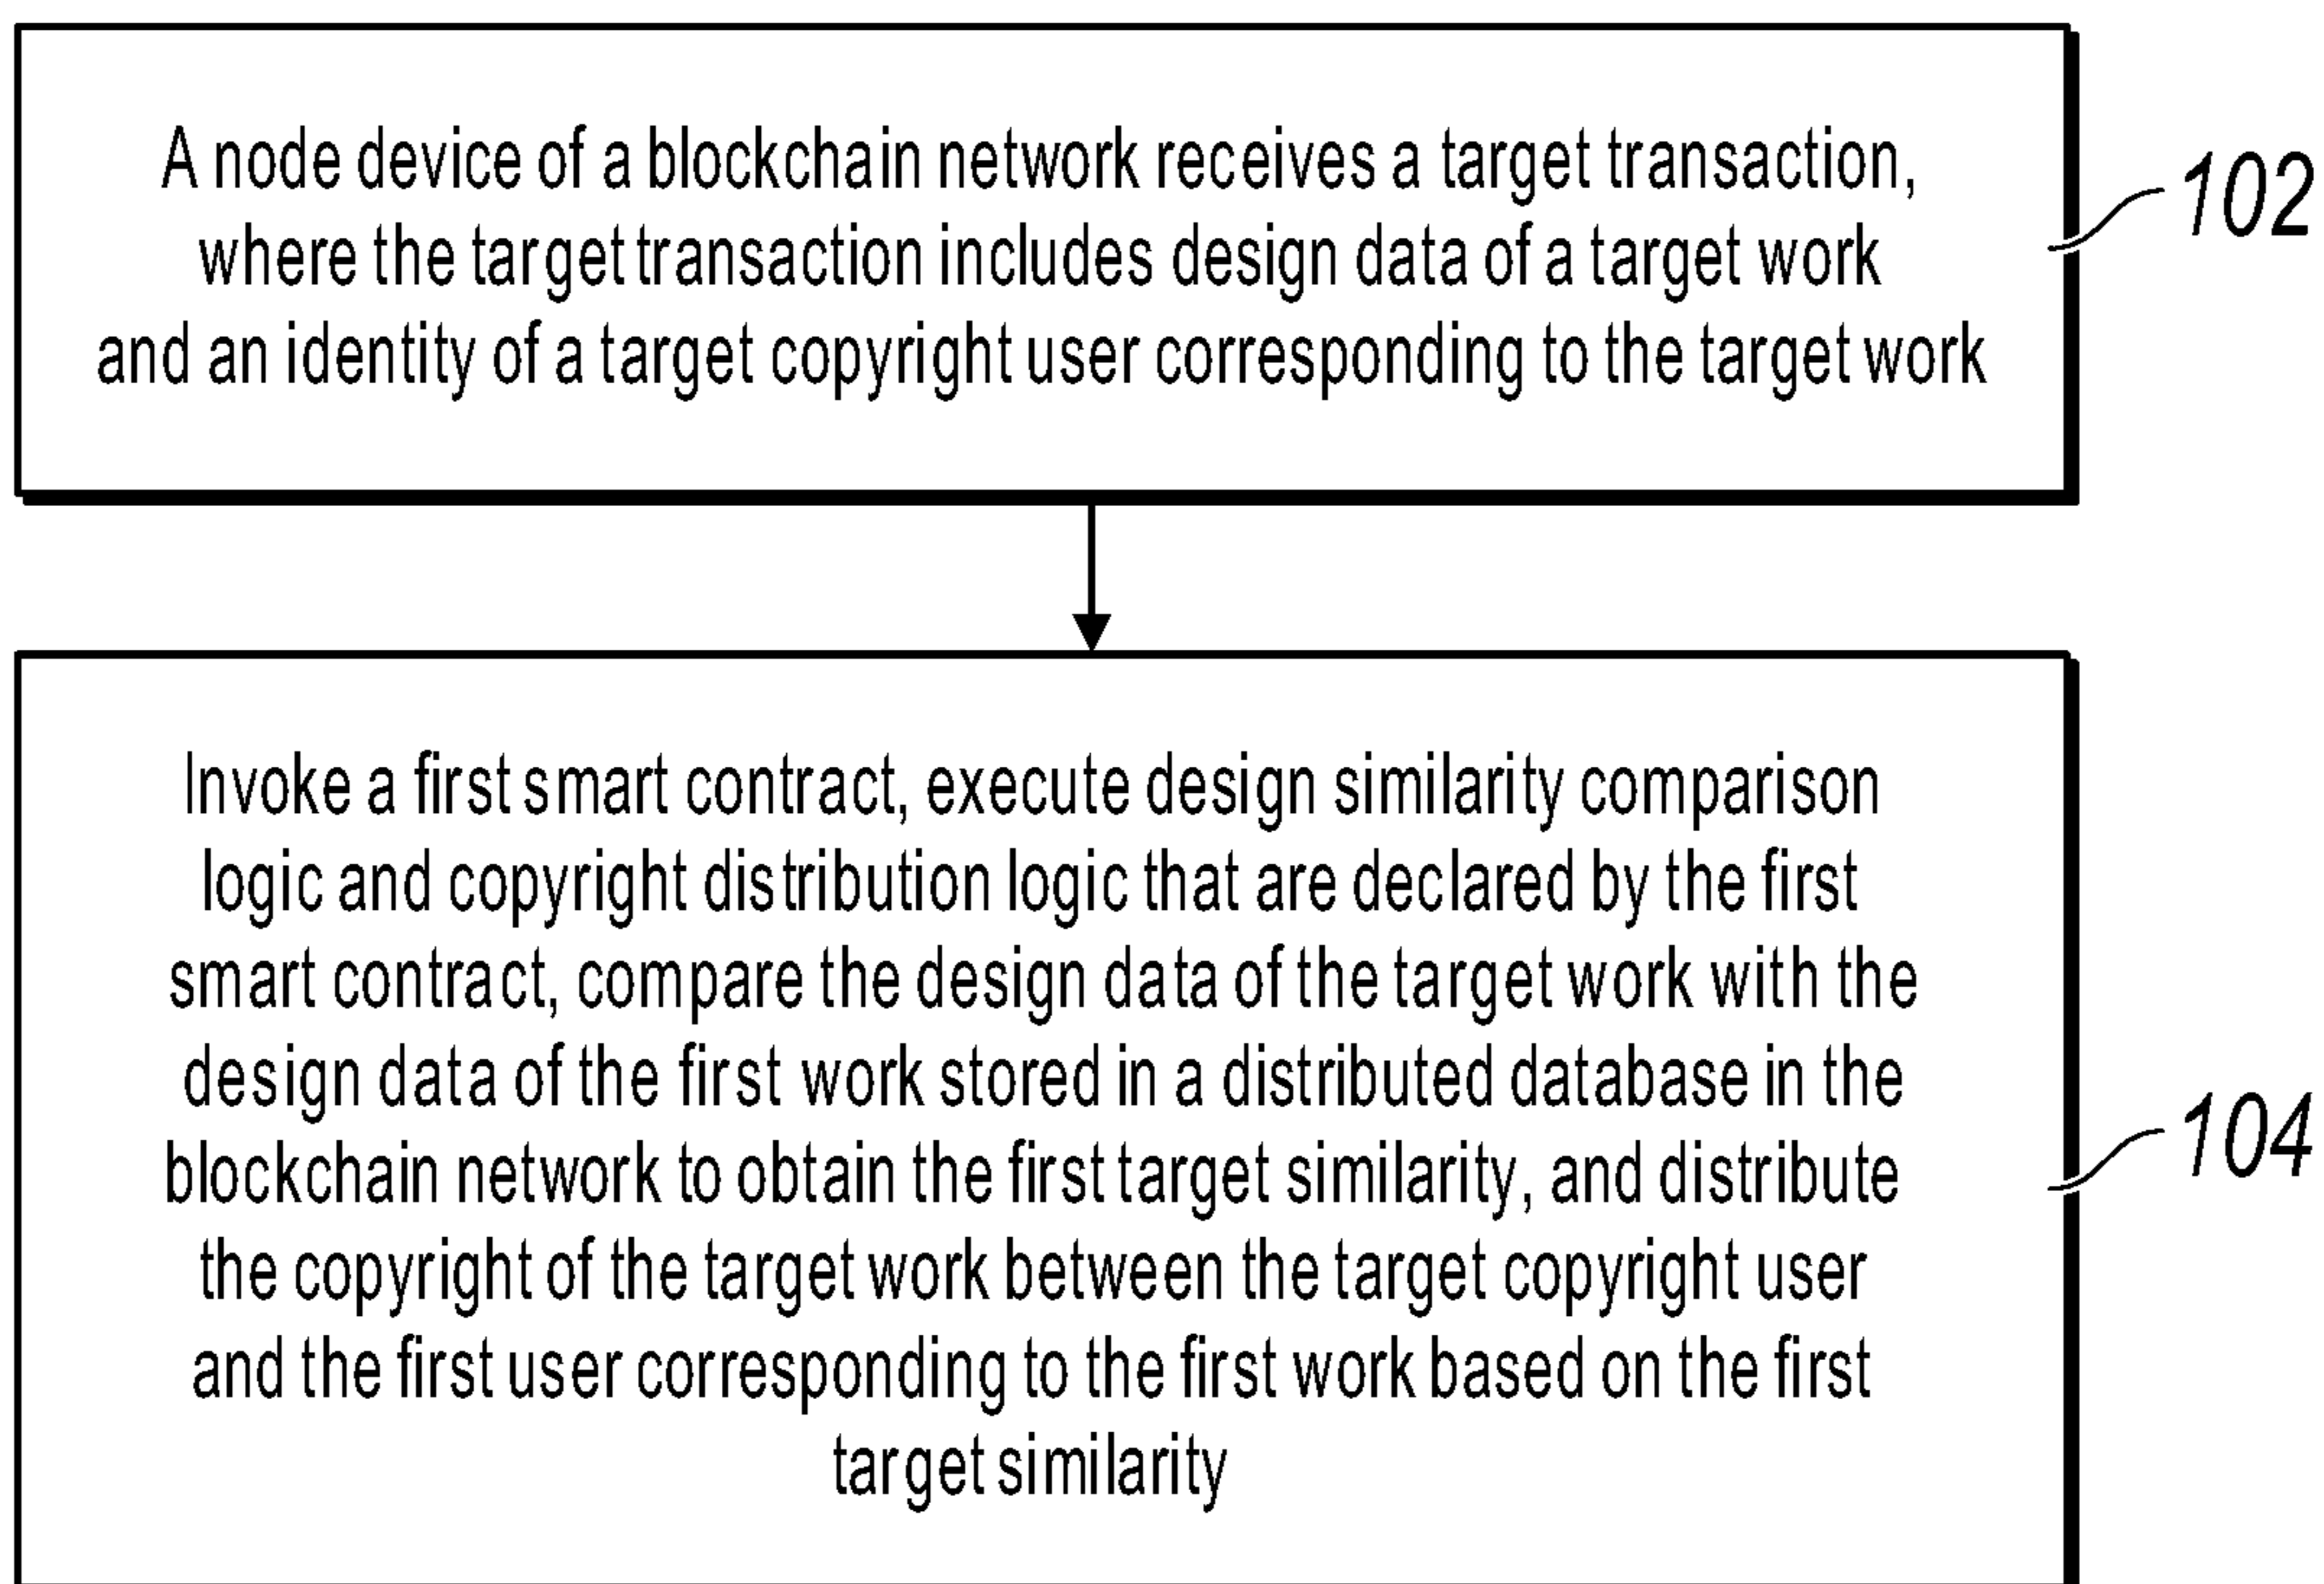 A node device of a blockchain network receives a target transaction,
where the target transaction includes design data of a target work
and an identity of a target copyright user corresponding to the target work
102
Invoke a first smart contract, execute design similarity comparison
logic and copyright distribution logic that are declared by the first
smart contract, compare the design data of the target work with the
design data of the first work stored in a distributed database in the
blockchain network to obtain the first target similarity, and distribute
the copyright of the target work between the target copyright user
and the first user corresponding to the first work based on the first
target similarity
104